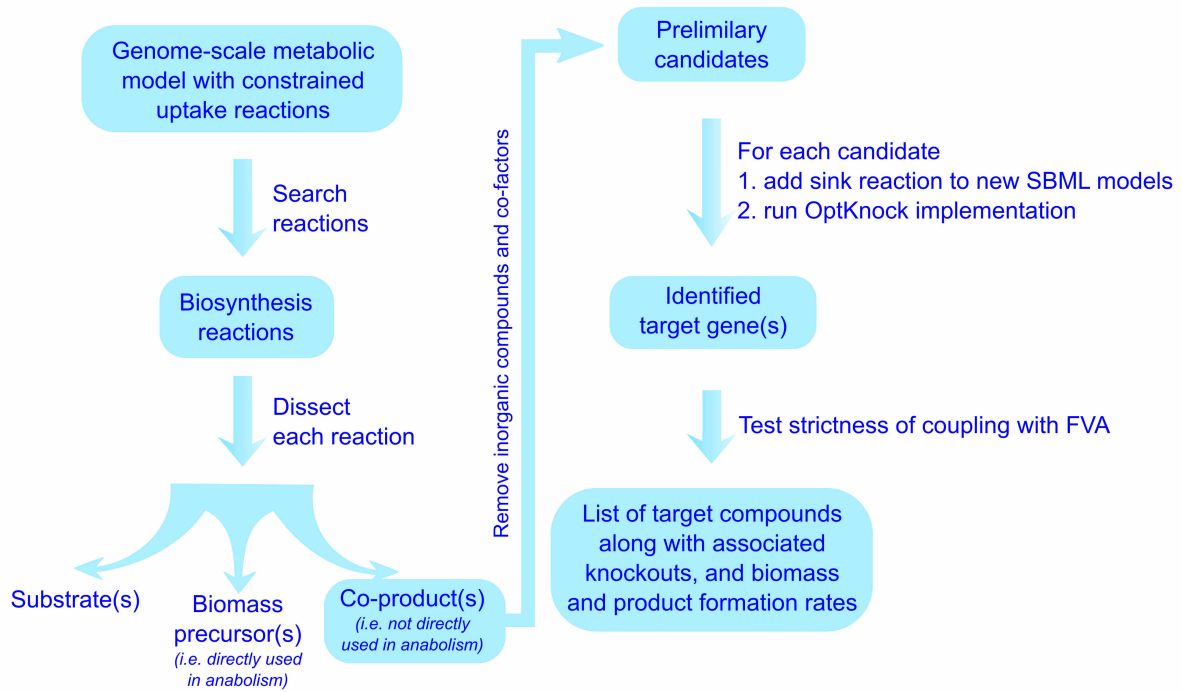 Genome-scale metabolic
model with constrained
uptake reactions
Search
reactions
Biosynthesis
reactions
Dissect
each reaction
Substrate(s)
Biomass
precursor(s)
(i.e. directly used
in anabolism)
Co-product(s)
(i.e. not directly
used in anabolism)
Remove inorganic compounds and co-factors
Prelimilary
candidates
For each candidate
1. add sink reaction to new SBML models
2. run OptKnock implementation
Identified
target gene(s)
Test strictness of coupling with FVA
List of target compounds
along with associated
knockouts, and biomass
and product formation rates